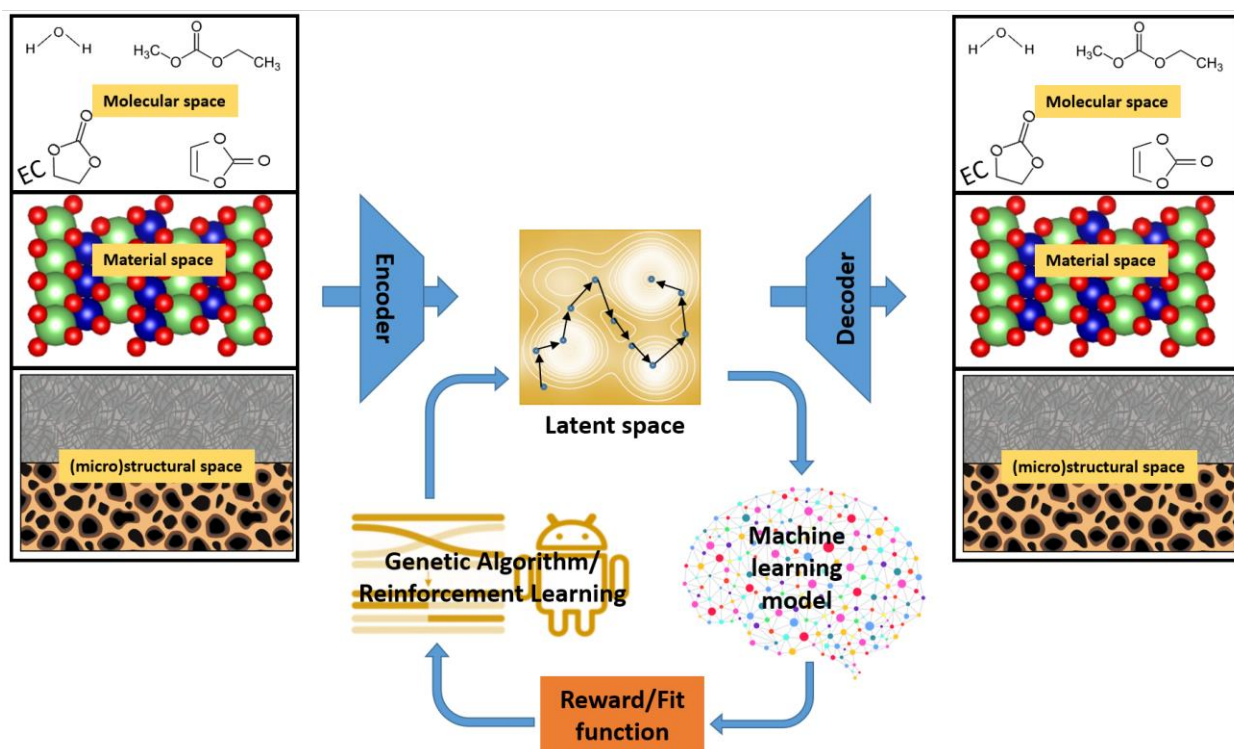 O
H H
O
H₃C
O O
CH₃
Molecular space
O
O
O
EC
O
O
O
Material space
(micro)structural space
Encoder
Latent space
Decoder
Genetic Algorithm/
Reinforcement Learning
Machine
learning
model
Reward/Fit
function
O
H H
O
H₃C
O O
CH₃
Molecular space
O
O
O
EC
O
O
O
Material space
(micro)structural space